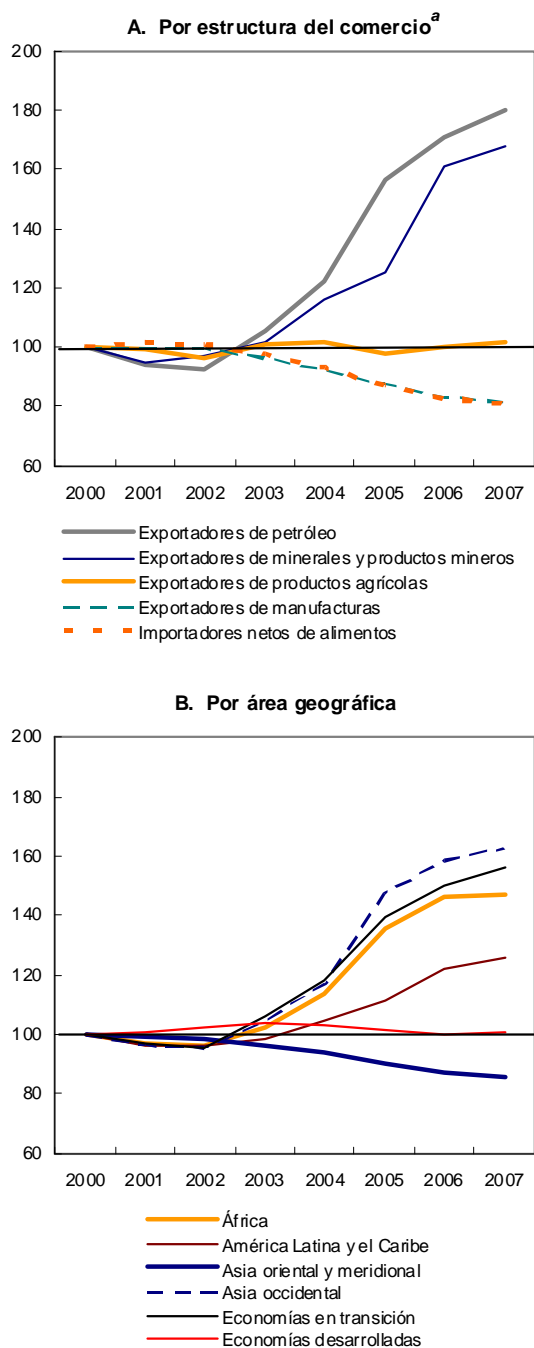 A. Por estructura del comercio a
200
180
160
140
120
100
80
60
2000 2001 2002 2003 2004 2005 2006 2007
Exportadores de petróleo
Exportadores de minerales y productos mineros
Exportadores de productos agrícolas
Exportadores de manufacturas
Importadores netos de alimentos
B. Por área geográfica
200
180
160
140
120
100
80
60
2000 2001 2002 2003 2004 2005 2006 2007
África
América Latina y el Caribe
Asia oriental y meridional
Asia occidental
Economías en transición
Economías desarrolladas